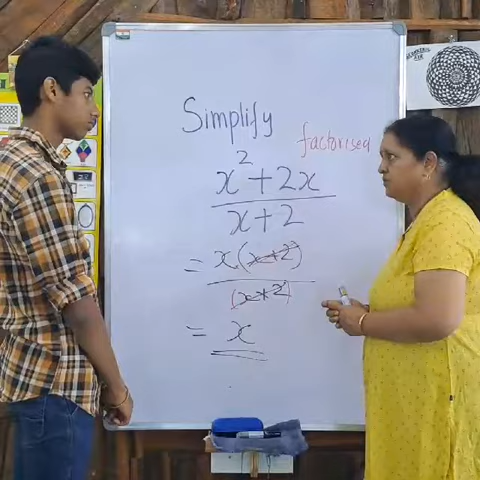 Simplify
factorised
x² + 2x
x + 2
= x(x+2)
(x+2)
= x